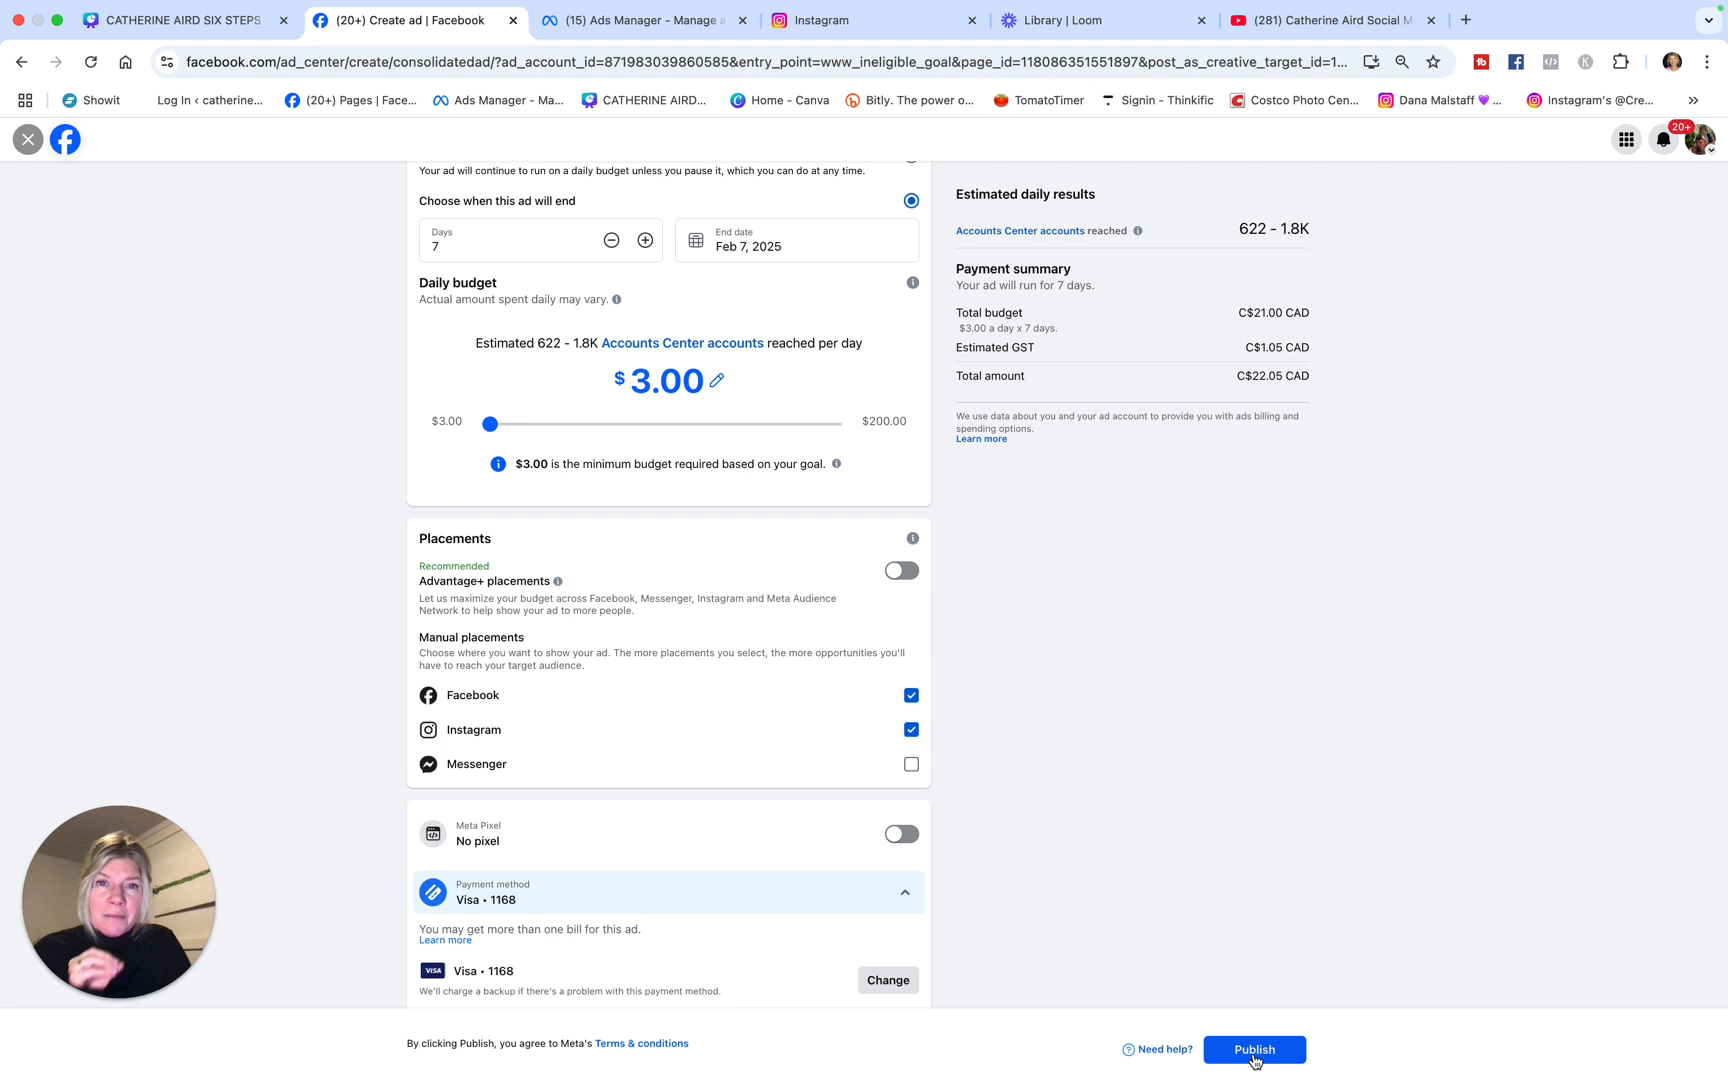 CATHERINE AIRD SIX STEPS
(20+) Create ad | Facebook
(15) Ads Manager - Manage a
Instagram
Library | Loom
(281) Catherine Aird Social M
facebook.com/ad_center/create/consolidatedad/?ad_account_id=871983039860585&entry_point=www_ineligible_goal&page_id=118086351551897&post_as_creative_target_id=1...
Showit
Log In ‹ catherine...
(20+) Pages | Face...
Ads Manager - Ma...
CATHERINE AIRD...
Home - Canva
Bitly. The power o...
TomatoTimer
Signin - Thinkific
Costco Photo Cen...
Dana Malstaff 💜 ...
Instagram's @Cre...
20+
Your ad will continue to run on a daily budget unless you pause it, which you can do at any time.
Choose when this ad will end
Days
7
End date
Feb 7, 2025
Daily budget
Actual amount spent daily may vary.
Estimated 622 - 1.8K Accounts Center accounts reached per day
$ 3.00
$3.00
$200.00
$3.00 is the minimum budget required based on your goal.
Placements
Recommended
Advantage+ placements
Let us maximize your budget across Facebook, Messenger, Instagram and Meta Audience
Network to help show your ad to more people.
Manual placements
Choose where you want to show your ad. The more placements you select, the more opportunities you'll
have to reach your target audience.
Facebook
Instagram
Messenger
Meta Pixel
No pixel
Payment method
Visa • 1168
You may get more than one bill for this ad.
Learn more
VISA Visa • 1168
We'll charge a backup if there's a problem with this payment method.
Change
Estimated daily results
Accounts Center accounts reached 622 - 1.8K
Payment summary
Your ad will run for 7 days.
Total budget C$21.00 CAD
$3.00 a day x 7 days.
Estimated GST C$1.05 CAD
Total amount C$22.05 CAD
We use data about you and your ad account to provide you with ads billing and
spending options.
Learn more
By clicking Publish, you agree to Meta's Terms & conditions
Need help?
Publish